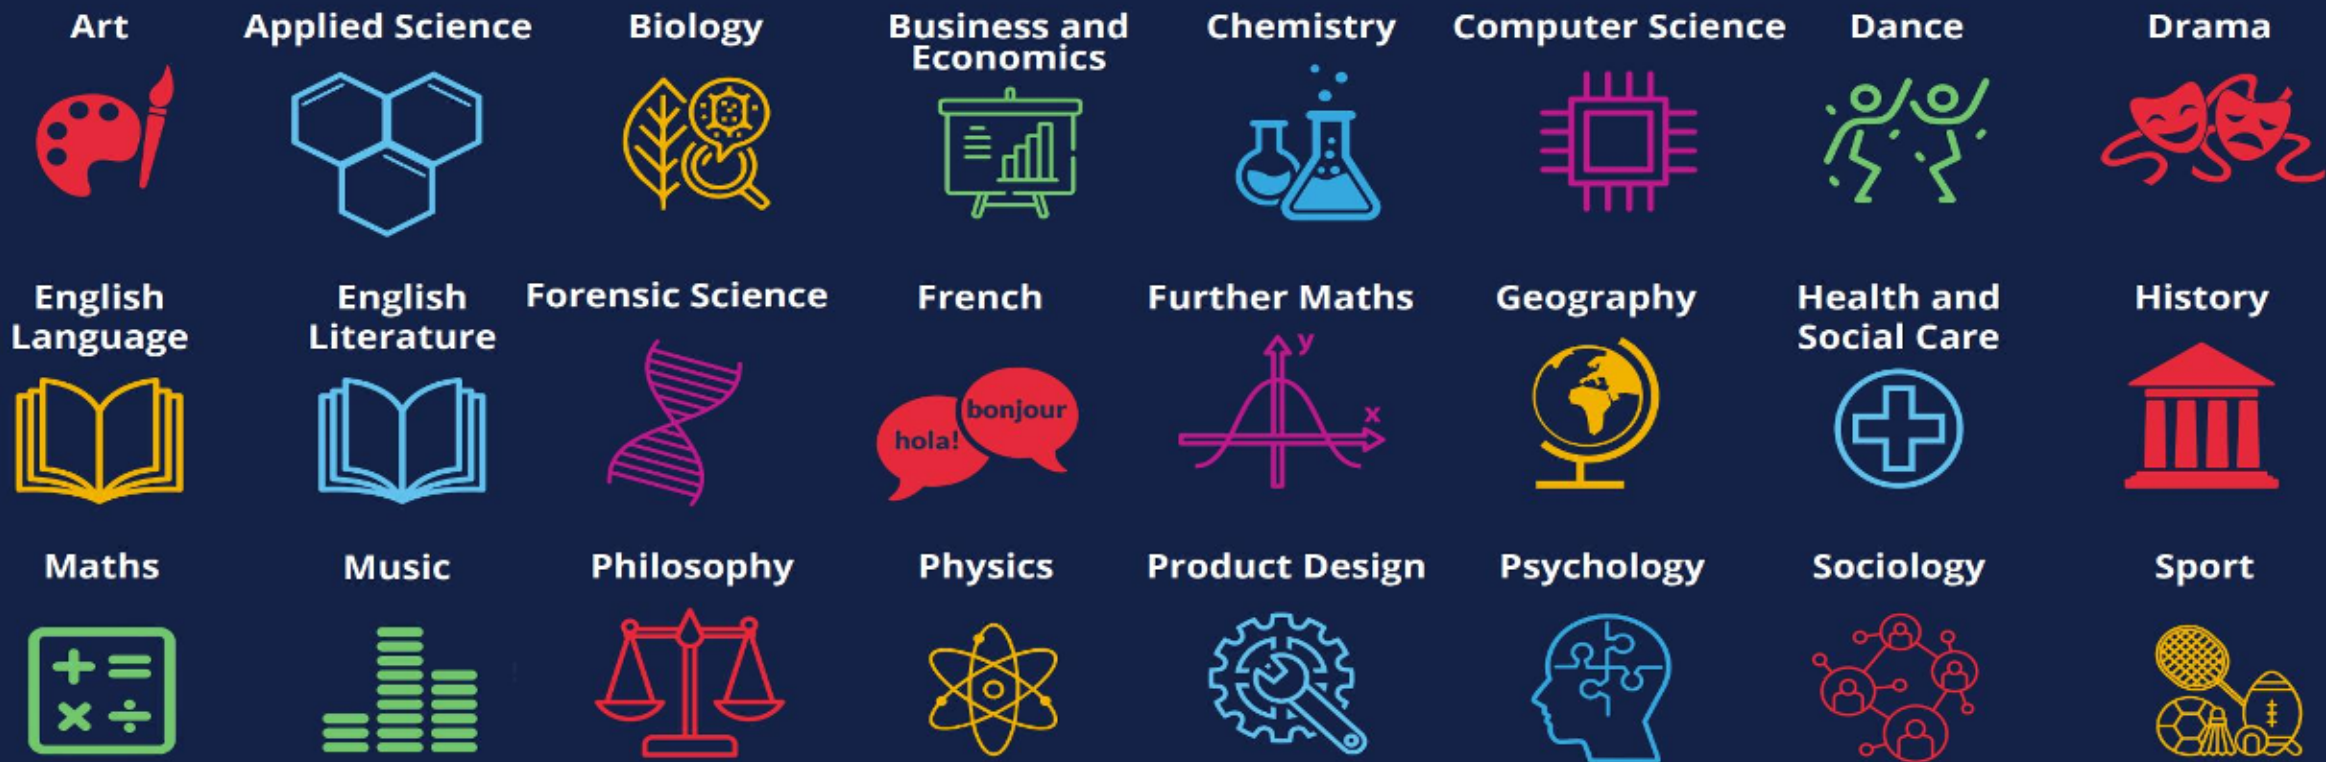 Art
Applied Science
Biology
Business and
Economics
Chemistry
Computer Science
Dance
Drama
English
Language
English
Literature
Forensic Science
French
hola!
bonjour
Further Maths
y
x
Geography
Health and
Social Care
History
Maths
+ =
× ÷
Music
Philosophy
Physics
Product Design
Psychology
Sociology
Sport